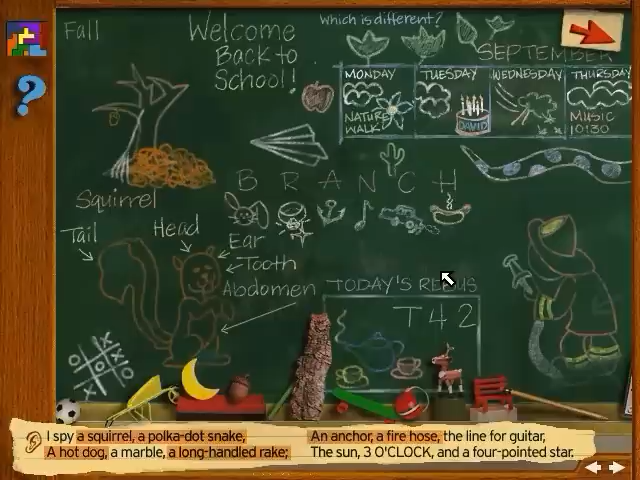 Fall
Welcome
Back to
School!
Which is different?
SEPTEMBER
MONDAY
TUESDAY
WEDNESDAY
THURSDAY
NATURE
WALK
DAVID
MUSIC
10:30
B R A N C H
Squirrel
Tail
Head
Ear
Tooth
Abdomen
TODAY'S REBUS
T 4 2
I spy a squirrel, a polka-dot snake,
A hot dog, a marble, a long-handled rake;
An anchor, a fire hose, the line for guitar,
The sun, 3 O'CLOCK, and a four-pointed star.